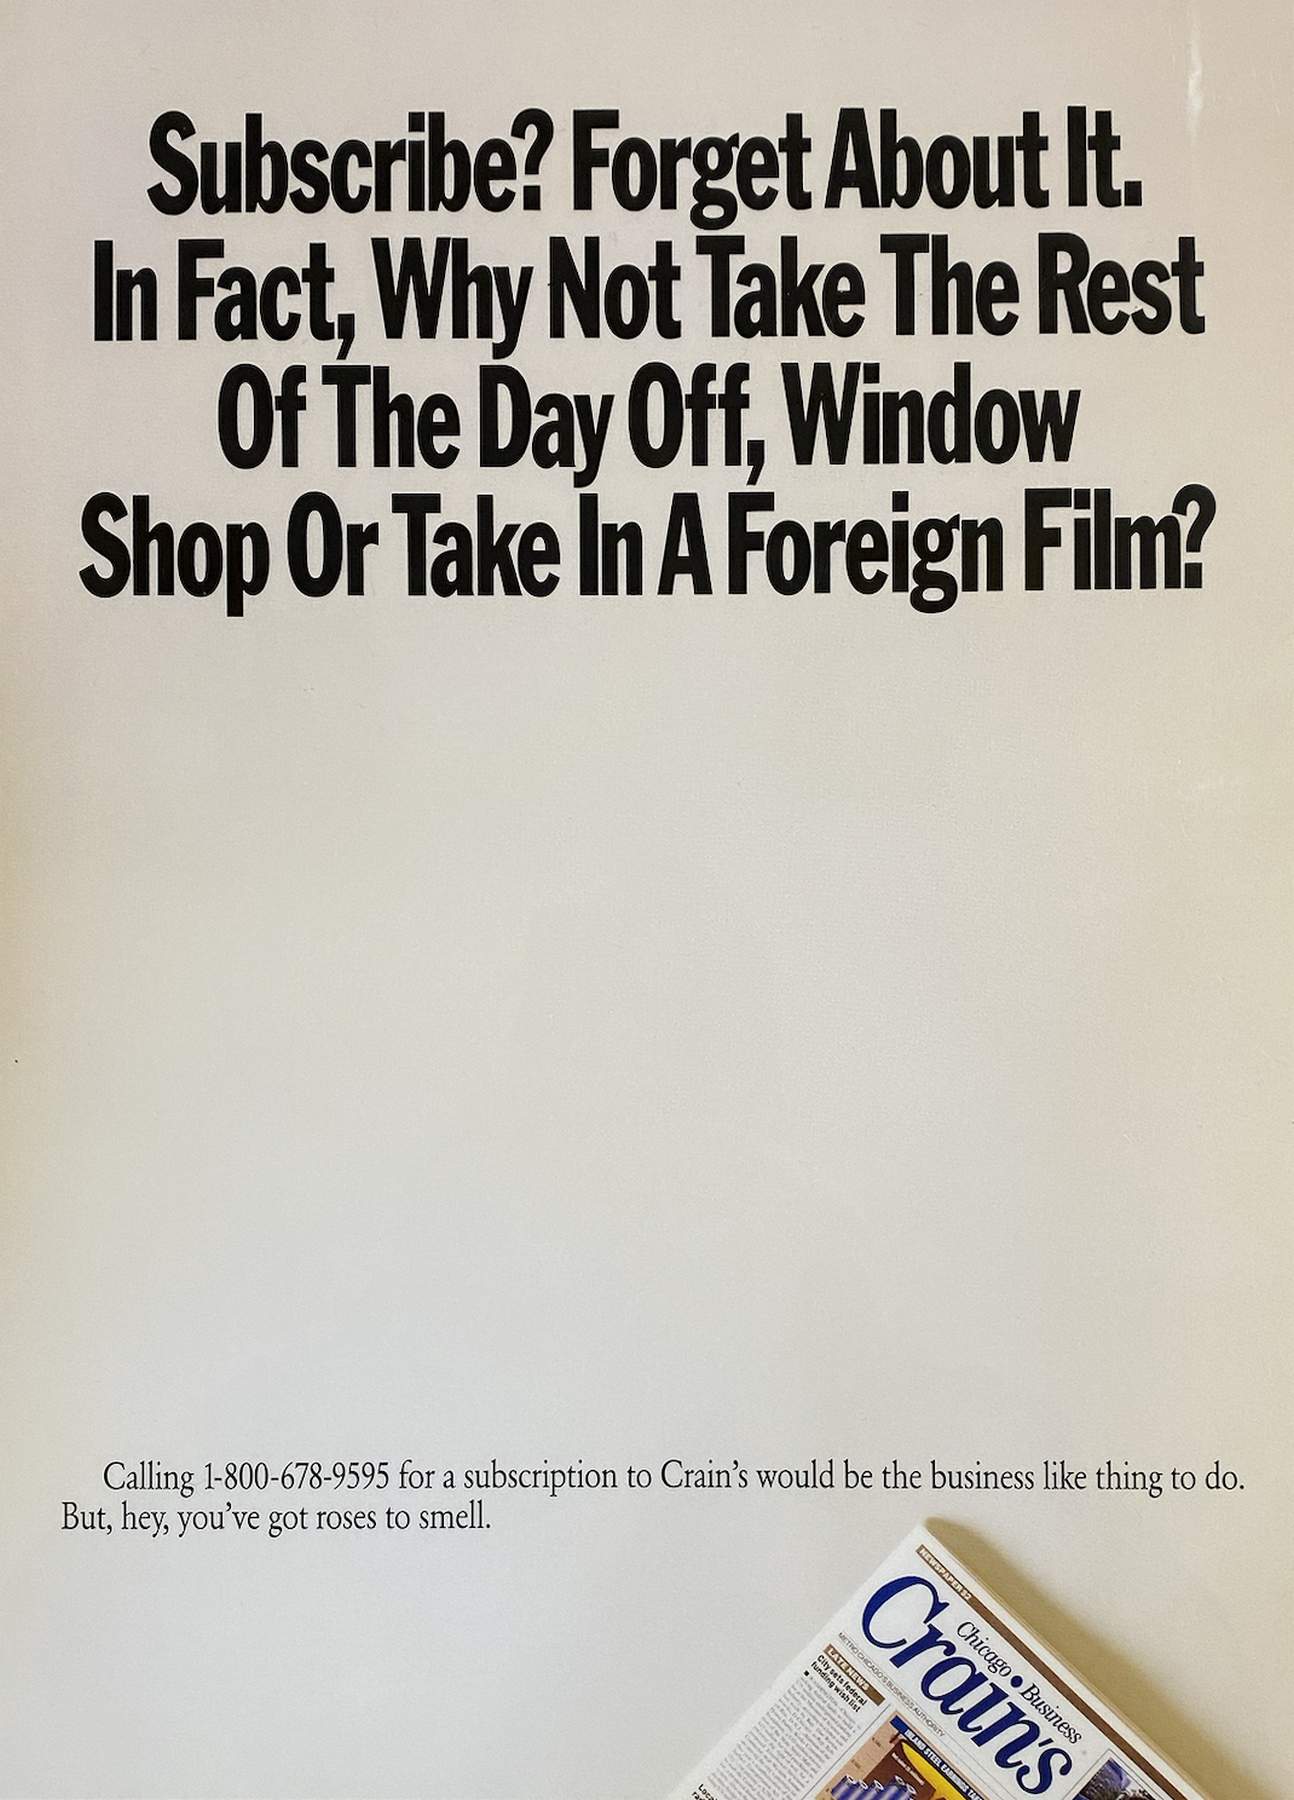 Subscribe? Forget About It.
In Fact, Why Not Take The Rest
Of The Day Off, Window
Shop Or Take In A Foreign Film?
Calling 1-800-678-9595 for a subscription to Crain's would be the business like thing to do.
But, hey, you've got roses to smell.
NEWSPAPER $2
Crain's
Chicago Business
METRO CHICAGO'S BUSINESS AUTHORITY
LATE NEWS
City sets federal
funding wish list
INLAND STEEL EARNINGS